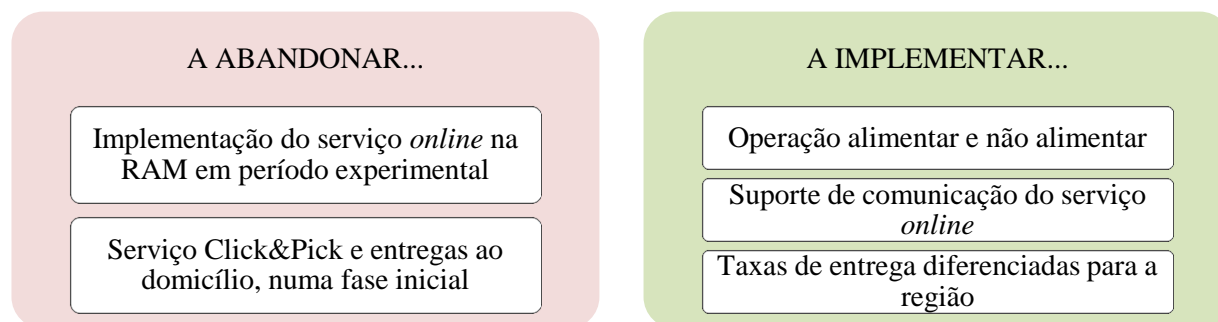 A ABANDONAR...
Implementação do serviço online na
RAM em período experimental
Serviço Click&Pick e entregas ao
domicílio, numa fase inicial
A IMPLEMENTAR...
Operação alimentar e não alimentar
Suporte de comunicação do serviço
online
Taxas de entrega diferenciadas para a
região